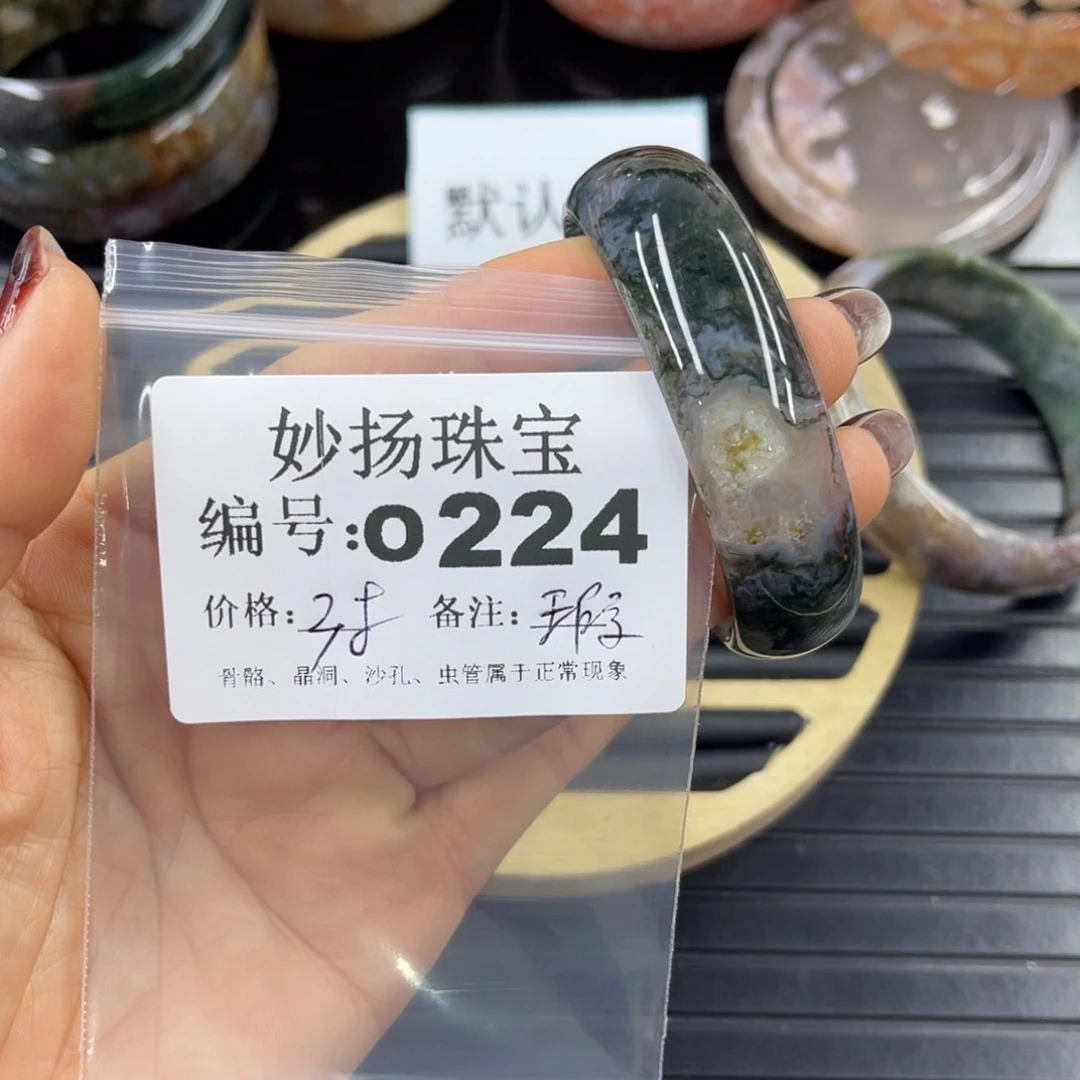 默认
妙扬珠宝
编号:0224
价格: 备注:
骨骼、晶洞、沙孔、虫管属于正常现象